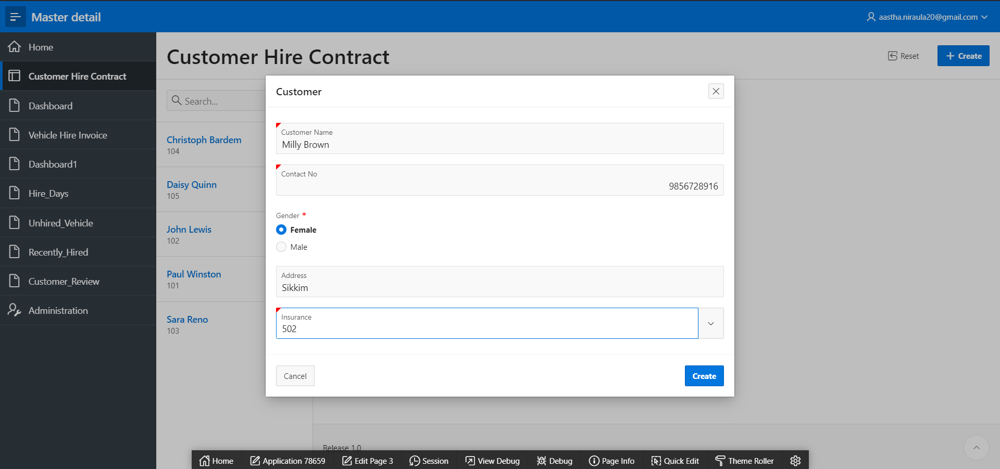 Master detail
aastha.niraula20@gmail.com
Home
Customer Hire Contract
Dashboard
Vehicle Hire Invoice
Dashboard1
Hire_Days
Unhired_Vehicle
Recently_Hired
Customer_Review
Administration
Customer Hire Contract
Reset
Create
Search...
Christoph Bardem
104
Daisy Quinn
105
John Lewis
102
Paul Winston
101
Sara Reno
103
Customer
Customer Name
Milly Brown
Contact No
9856728916
Gender *
Female
Male
Address
Sikkim
Insurance
502
Cancel
Create
Release 1.0
Home
Application 78659
Edit Page 3
Session
View Debug
Debug
Page Info
Quick Edit
Theme Roller